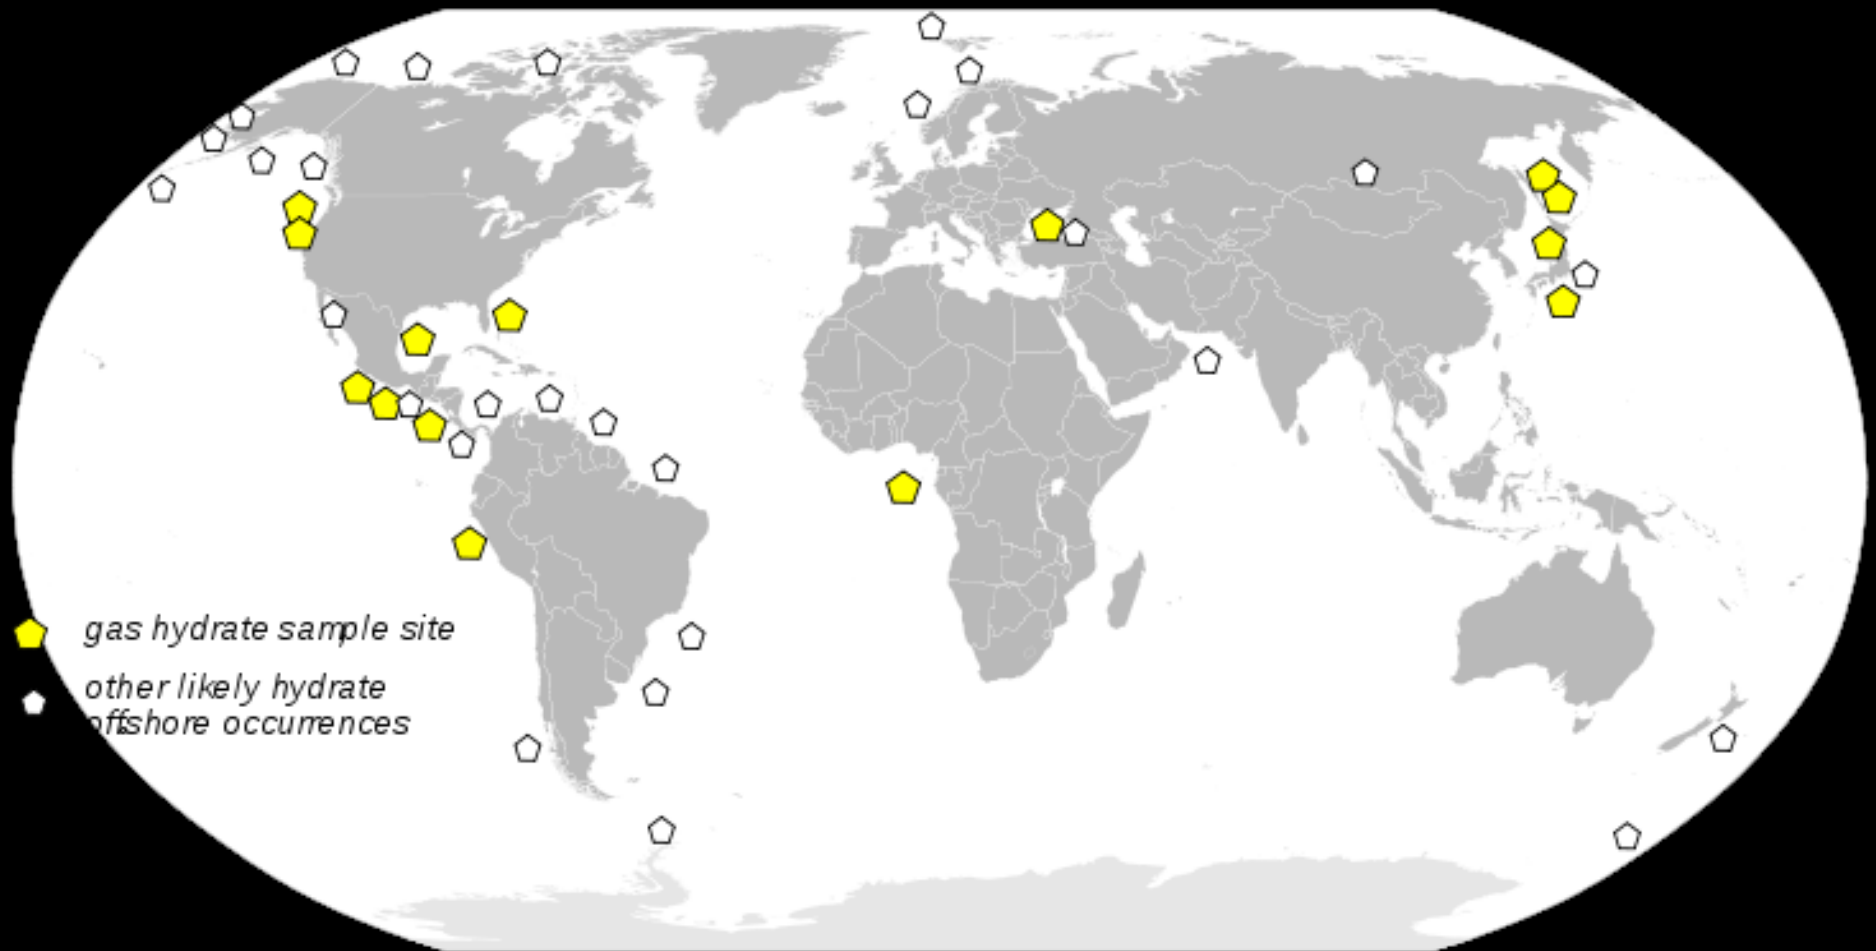 gas hydrate sample site
other likely hydrate
offshore occurrences